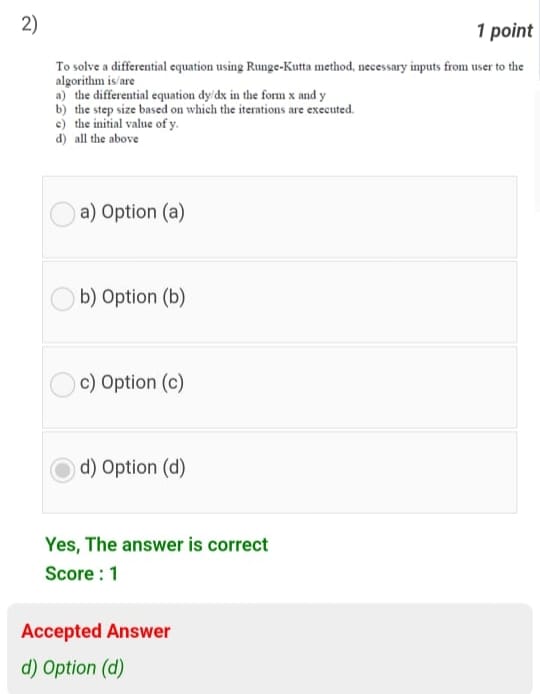 2)
1 point
To solve a differential equation using Runge-Kutta method, necessary inputs from user to the
algorithm is/are
a) the differential equation dy/dx in the form x and y
b) the step size based on which the iterations are executed.
c) the initial value of y.
d) all the above
a) Option (a)
b) Option (b)
c) Option (c)
d) Option (d)
Yes, The answer is correct
Score : 1
Accepted Answer
d) Option (d)